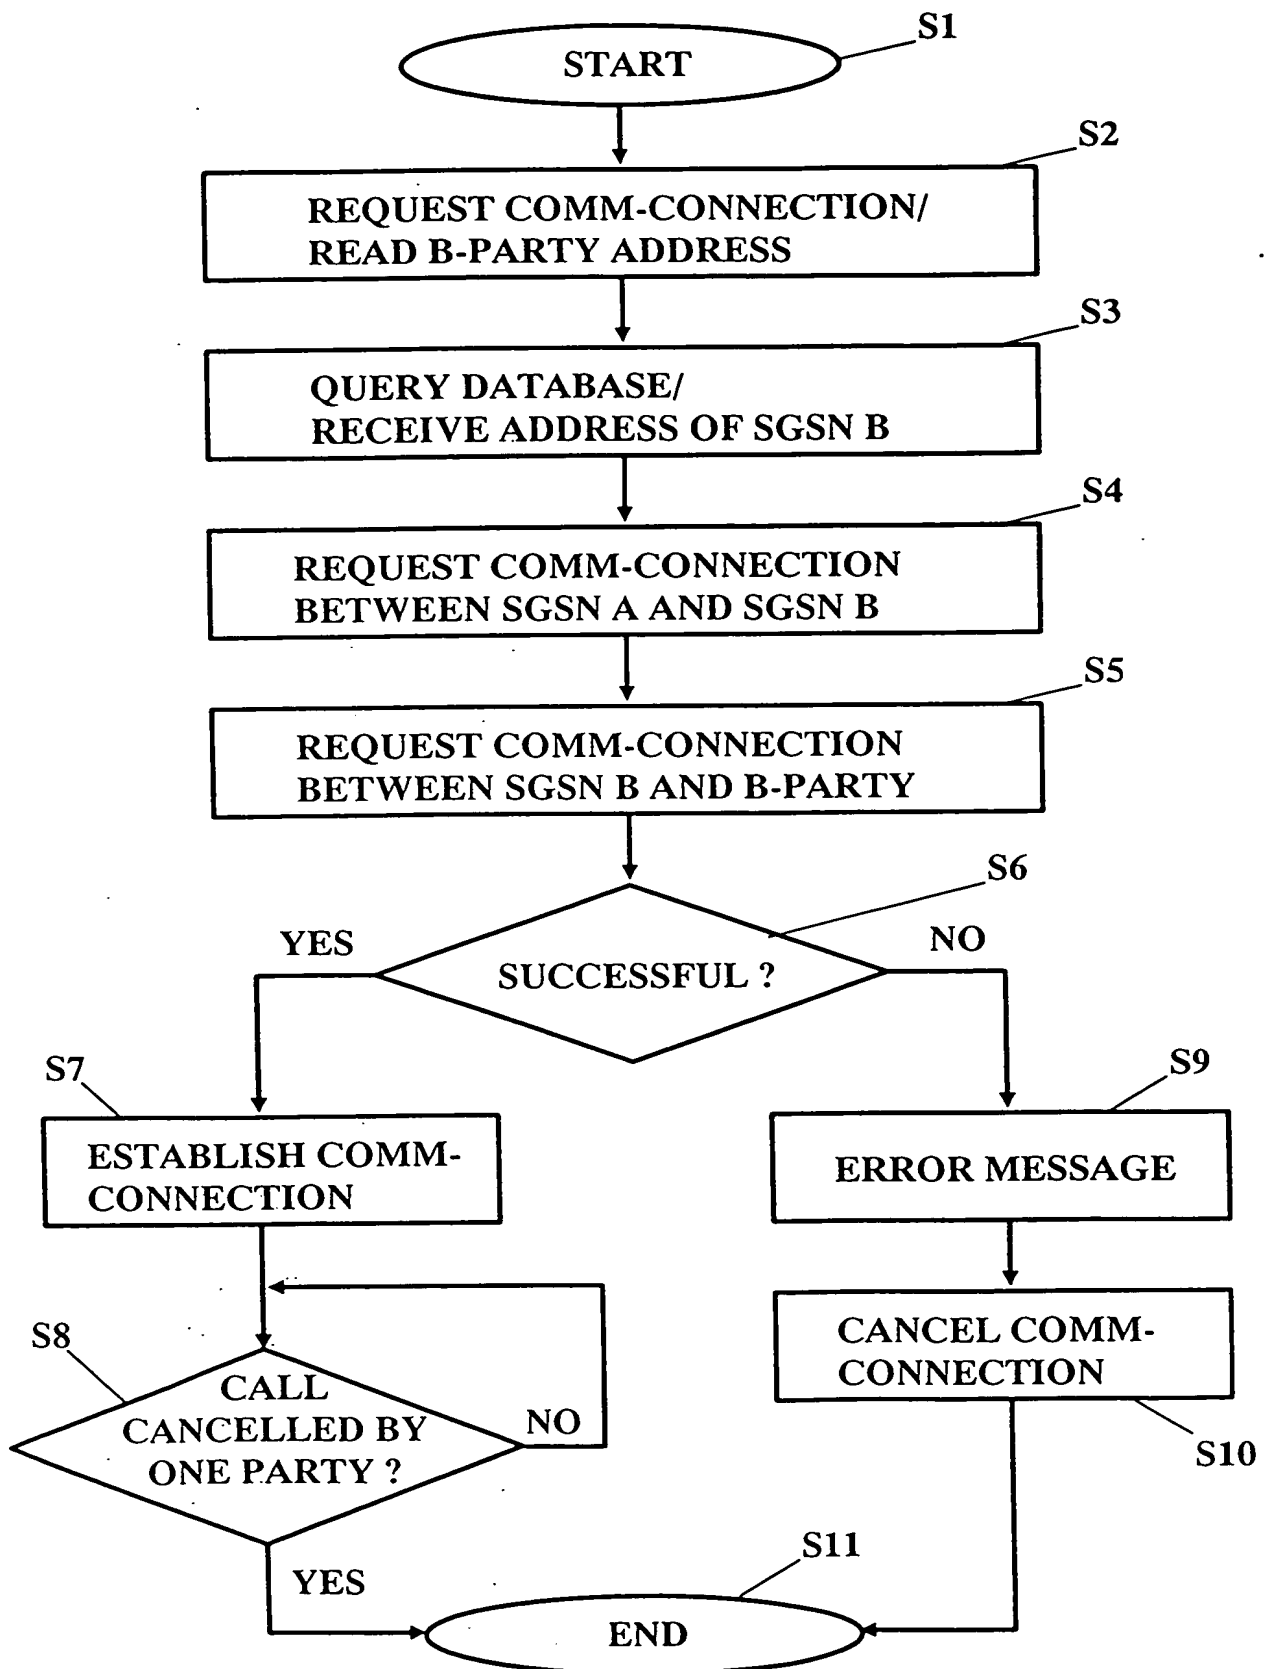 S1
START
S2
REQUEST COMM-CONNECTION/
READ B-PARTY ADDRESS
S3
QUERY DATABASE/
RECEIVE ADDRESS OF SGSN B
S4
REQUEST COMM-CONNECTION
BETWEEN SGSN A AND SGSN B
S5
REQUEST COMM-CONNECTION
BETWEEN SGSN B AND B-PARTY
S6
YES
NO
SUCCESSFUL ?
S7
S9
ESTABLISH COMM-
CONNECTION
ERROR MESSAGE
S8
CALL
CANCELLED BY
ONE PARTY ?
NO
CANCEL COMM-
CONNECTION
S10
YES
S11
END